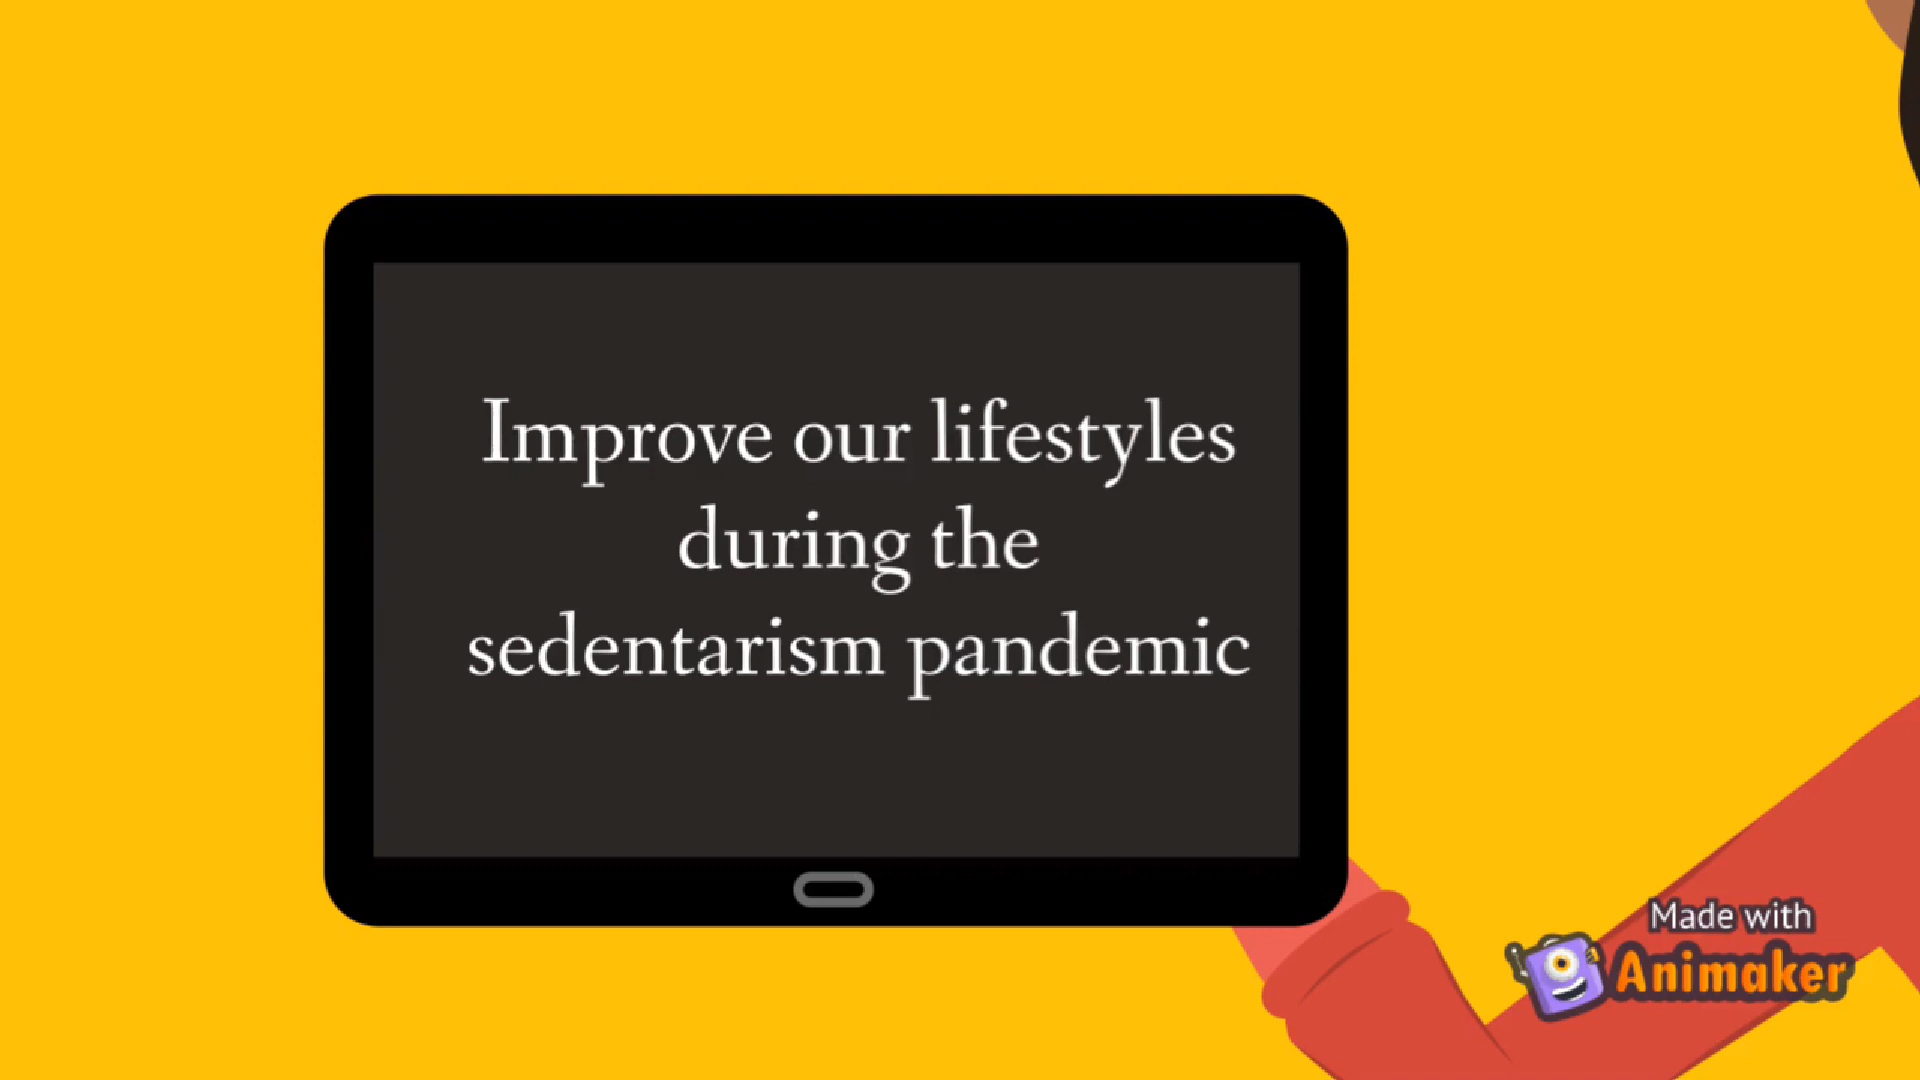 Improve our lifestyles
during the
sedentarism pandemic
Made with
Animaker